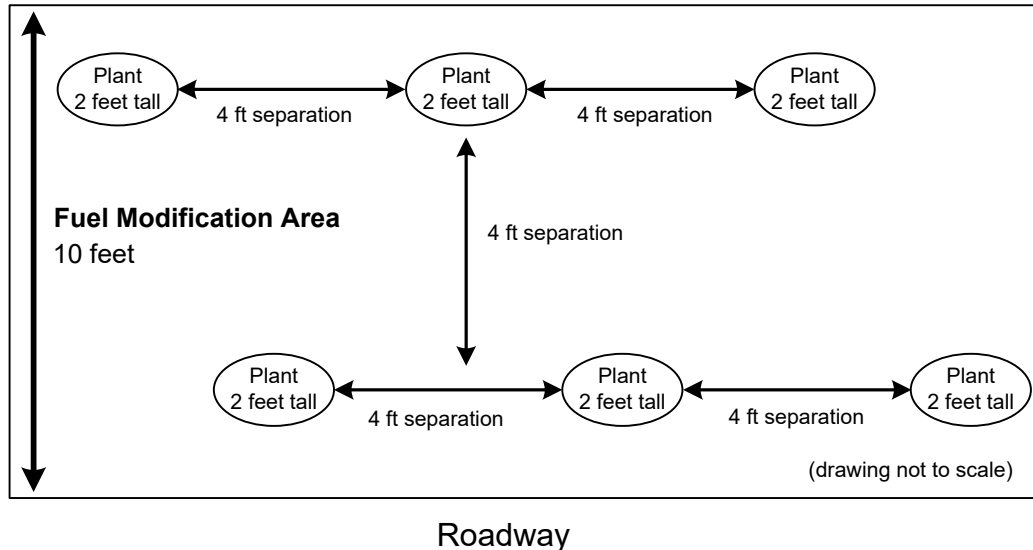 Plant
2 feet tall
Plant
2 feet tall
Plant
2 feet tall
4 ft separation
4 ft separation
Fuel Modification Area
10 feet
4 ft separation
Plant
2 feet tall
Plant
2 feet tall
Plant
2 feet tall
4 ft separation
4 ft separation
(drawing not to scale)
Roadway